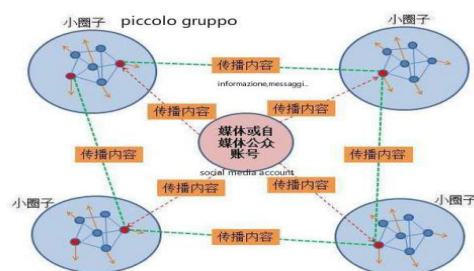 小圈子 piccolo gruppo
小圈子
传播内容
informazione,messaggi..
传播内容
传播内容
媒体或自
媒体公众
账号
传播内容
传播内容
social media account
传播内容
传播内容
小圈子
小圈子
传播内容